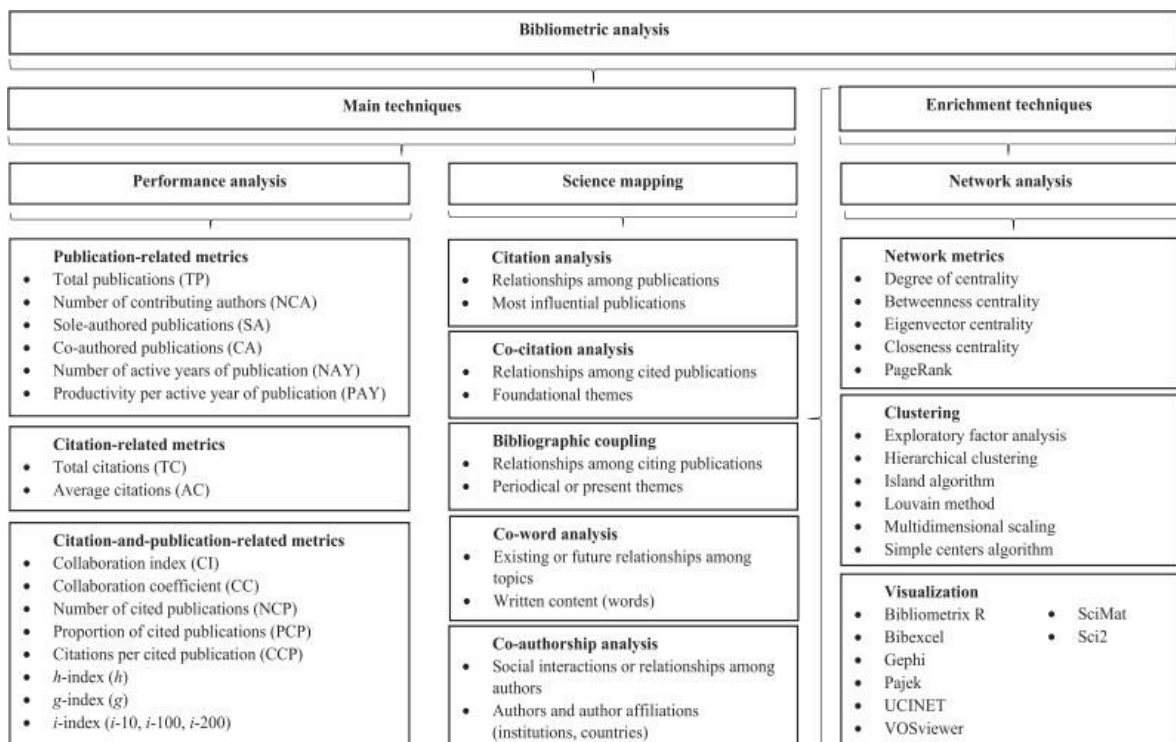 Bibliometric analysis
Main techniques
Enrichment techniques
Performance analysis
Science mapping
Network analysis
Publication-related metrics
• Total publications (TP)
• Number of contributing authors (NCA)
• Sole-authored publications (SA)
• Co-authored publications (CA)
• Number of active years of publication (NAY)
• Productivity per active year of publication (PAY)
Citation-related metrics
• Total citations (TC)
• Average citations (AC)
Citation-and-publication-related metrics
• Collaboration index (CI)
• Collaboration coefficient (CC)
• Number of cited publications (NCP)
• Proportion of cited publications (PCP)
• Citations per cited publication (CCP)
• h-index (h)
• g-index (g)
• i-index (i-10, i-100, i-200)
Citation analysis
• Relationships among publications
• Most influential publications
Co-citation analysis
• Relationships among cited publications
• Foundational themes
Bibliographic coupling
• Relationships among citing publications
• Periodical or present themes
Co-word analysis
• Existing or future relationships among
topics
• Written content (words)
Co-authorship analysis
• Social interactions or relationships among
authors
• Authors and author affiliations
(institutions, countries)
Network metrics
• Degree of centrality
• Betweenness centrality
• Eigenvector centrality
• Closeness centrality
• PageRank
Clustering
• Exploratory factor analysis
• Hierarchical clustering
• Island algorithm
• Louvain method
• Multidimensional scaling
• Simple centers algorithm
Visualization
• Bibliometrix R
• Bibexcel
• Gephi
• Pajek
• UCINET
• VOSviewer
• SciMat
• Sci2